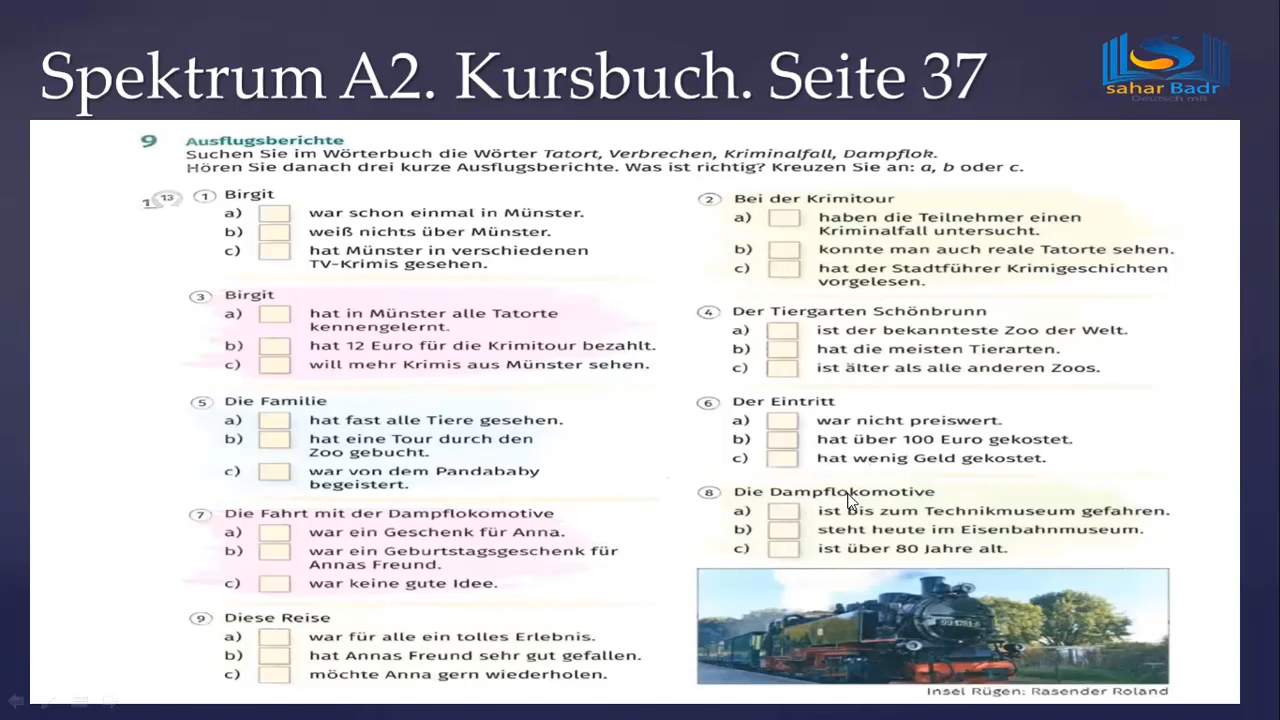 Spektrum A2. Kursbuch. Seite 37
sahar Badr
Deutsch mit
9 Ausflugsberichte
Suchen Sie im Wörterbuch die Wörter Tatort, Verbrechen, Kriminalfall, Dampflok.
Hören Sie danach drei kurze Ausflugsberichte. Was ist richtig? Kreuzen Sie an: a, b oder c.
1 13
1 Birgit
a) war schon einmal in Münster.
b) weiß nichts über Münster.
c) hat Münster in verschiedenen
TV-Krimis gesehen.
2 Bei der Krimitour
a) haben die Teilnehmer einen
Kriminalfall untersucht.
b) konnte man auch reale Tatorte sehen.
c) hat der Stadtführer Krimigeschichten
vorgelesen.
3 Birgit
a) hat in Münster alle Tatorte
kennengelernt.
b) hat 12 Euro für die Krimitour bezahlt.
c) will mehr Krimis aus Münster sehen.
4 Der Tiergarten Schönbrunn
a) ist der bekannteste Zoo der Welt.
b) hat die meisten Tierarten.
c) ist älter als alle anderen Zoos.
5 Die Familie
a) hat fast alle Tiere gesehen.
b) hat eine Tour durch den
Zoo gebucht.
c) war von dem Pandababy
begeistert.
6 Der Eintritt
a) war nicht preiswert.
b) hat über 100 Euro gekostet.
c) hat wenig Geld gekostet.
7 Die Fahrt mit der Dampflokomotive
a) war ein Geschenk für Anna.
b) war ein Geburtstagsgeschenk für
Annas Freund.
c) war keine gute Idee.
8 Die Dampflokomotive
a) ist bis zum Technikmuseum gefahren.
b) steht heute im Eisenbahnmuseum.
c) ist über 80 Jahre alt.
9 Diese Reise
a) war für alle ein tolles Erlebnis.
b) hat Annas Freund sehr gut gefallen.
c) möchte Anna gern wiederholen.
Insel Rügen: Rasender Roland